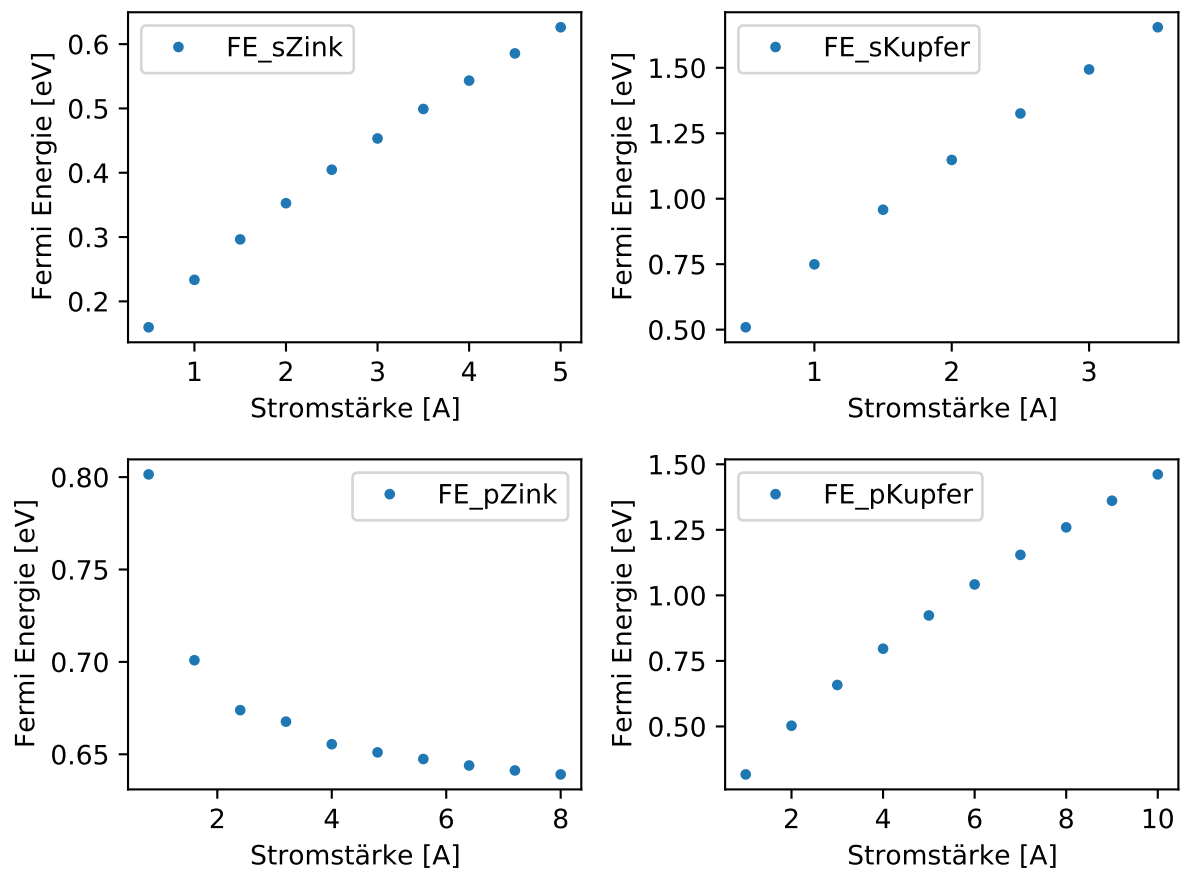 FE_sZink
Fermi Energie [eV]
0.6
0.5
0.4
0.3
0.2
1 2 3 4 5
Stromstärke [A]
FE_sKupfer
Fermi Energie [eV]
1.50
1.25
1.00
0.75
0.50
1 2 3
Stromstärke [A]
FE_pZink
Fermi Energie [eV]
0.80
0.75
0.70
0.65
2 4 6 8
Stromstärke [A]
FE_pKupfer
Fermi Energie [eV]
1.50
1.25
1.00
0.75
0.50
2 4 6 8 10
Stromstärke [A]